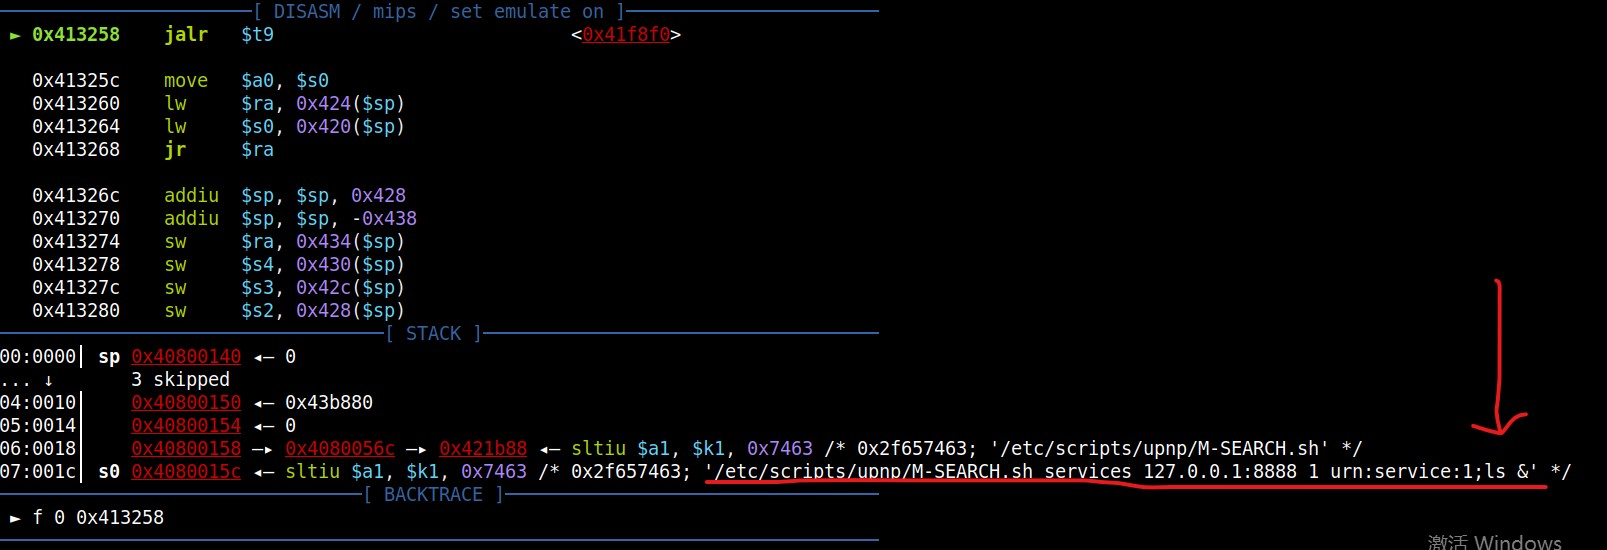 [ DISASM / mips / set emulate on ]
► 0x413258 jalr $t9 <0x41f8f0>
0x41325c move $a0, $s0
0x413260 lw $ra, 0x424($sp)
0x413264 lw $s0, 0x420($sp)
0x413268 jr $ra
0x41326c addiu $sp, $sp, 0x428
0x413270 addiu $sp, $sp, -0x438
0x413274 sw $ra, 0x434($sp)
0x413278 sw $s4, 0x430($sp)
0x41327c sw $s3, 0x42c($sp)
0x413280 sw $s2, 0x428($sp)
[ STACK ]
00:0000│ sp 0x40800140 ◂— 0
... ↓ 3 skipped
04:0010│ 0x40800150 ◂— 0x43b880
05:0014│ 0x40800154 ◂— 0
06:0018│ 0x40800158 —▸ 0x4080056c —▸ 0x421b88 ◂— sltiu $a1, $k1, 0x7463 /* 0x2f657463; '/etc/scripts/upnp/M-SEARCH.sh' */
07:001c│ s0 0x4080015c ◂— sltiu $a1, $k1, 0x7463 /* 0x2f657463; '/etc/scripts/upnp/M-SEARCH.sh services 127.0.0.1:8888 1 urn:service:1;ls &' */
[ BACKTRACE ]
► f 0 0x413258
激活 Windows